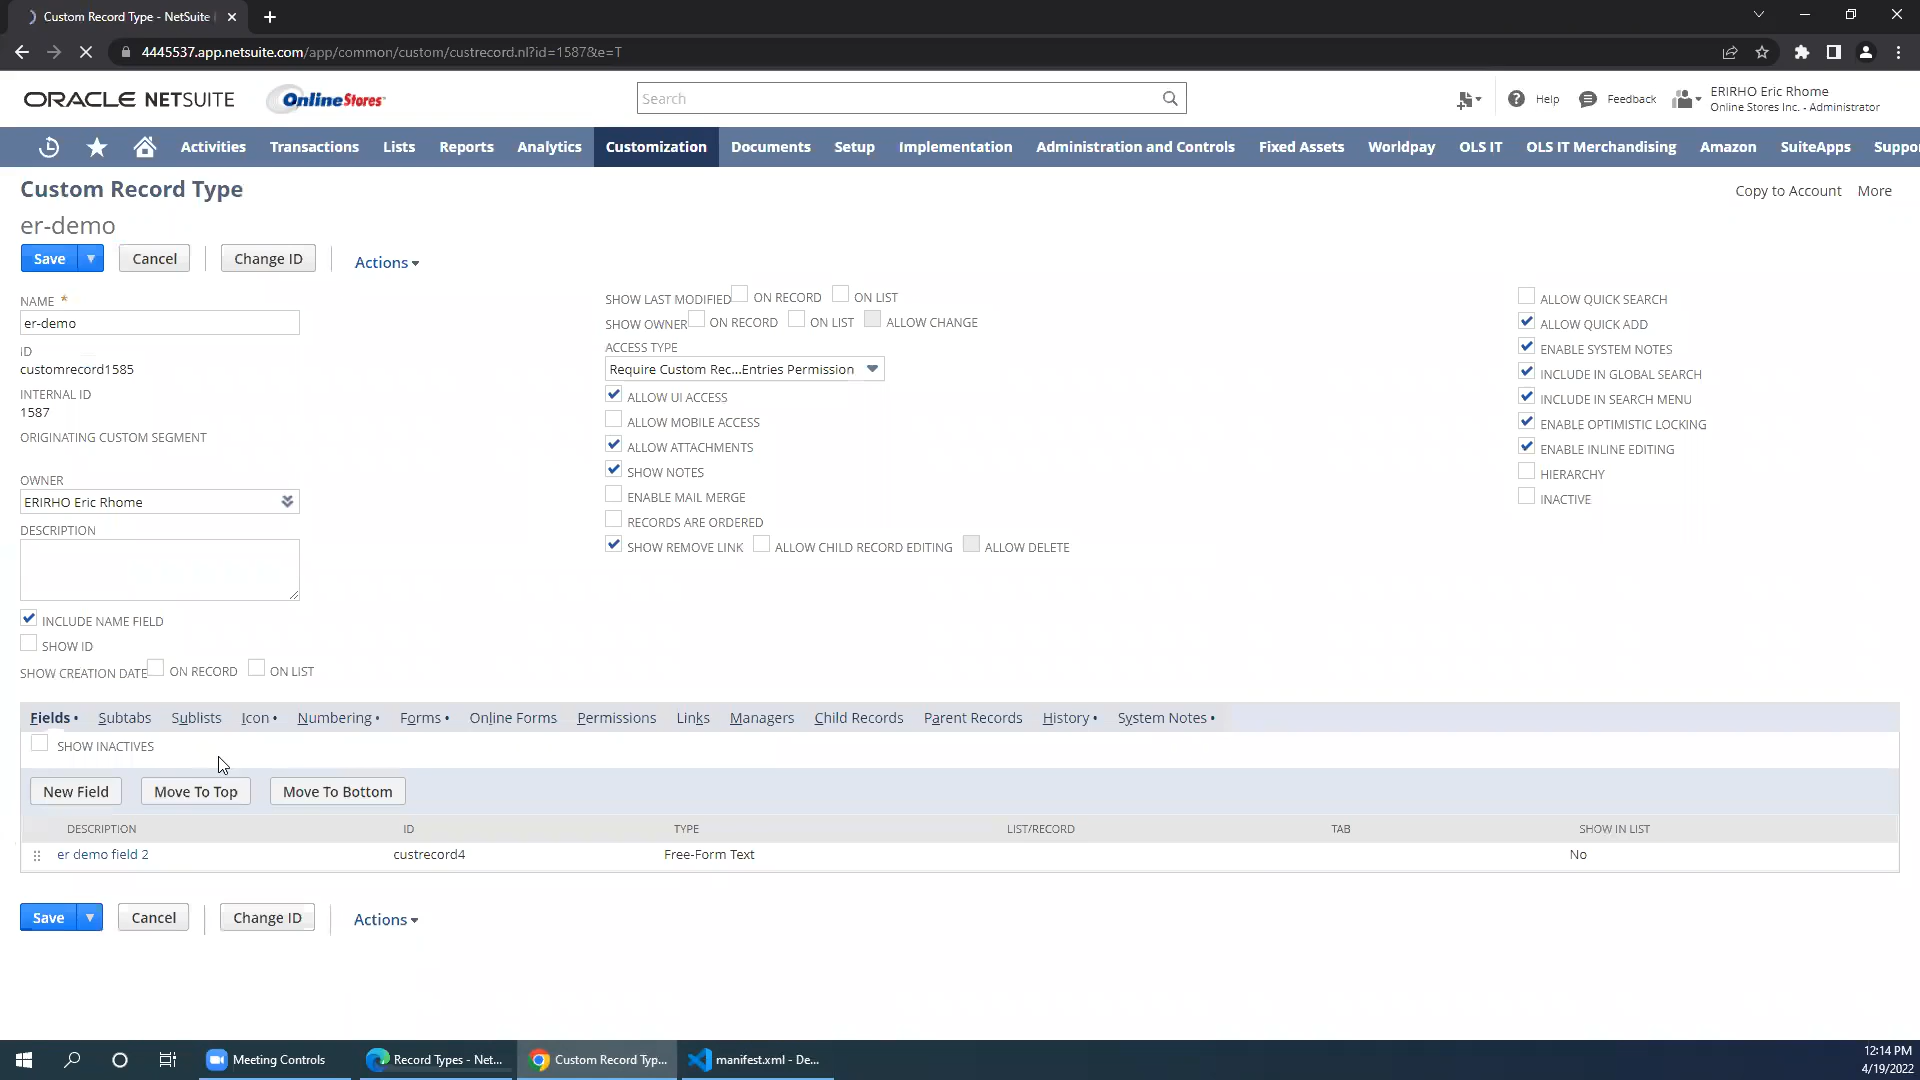 Custom Record Type - NetSuite
4445537.app.netsuite.com/app/common/custom/custrecord.nl?id=1587&e=T
ORACLE NETSUITE
OnlineStores
Search
Help
Feedback
ERIRHO Eric Rhome
Online Stores Inc. - Administrator
Activities Transactions Lists Reports Analytics Customization Documents Setup Implementation Administration and Controls Fixed Assets Worldpay OLS IT OLS IT Merchandising Amazon SuiteApps Suppo
Custom Record Type
Copy to Account More
er-demo
Save Cancel Change ID Actions
NAME *
er-demo
ID
customrecord1585
INTERNAL ID
1587
ORIGINATING CUSTOM SEGMENT
OWNER
ERIRHO Eric Rhome
DESCRIPTION
INCLUDE NAME FIELD
SHOW ID
SHOW CREATION DATE ON RECORD ON LIST
SHOW LAST MODIFIED ON RECORD ON LIST
SHOW OWNER ON RECORD ON LIST ALLOW CHANGE
ACCESS TYPE
Require Custom Rec...Entries Permission
ALLOW UI ACCESS
ALLOW MOBILE ACCESS
ALLOW ATTACHMENTS
SHOW NOTES
ENABLE MAIL MERGE
RECORDS ARE ORDERED
SHOW REMOVE LINK ALLOW CHILD RECORD EDITING ALLOW DELETE
ALLOW QUICK SEARCH
ALLOW QUICK ADD
ENABLE SYSTEM NOTES
INCLUDE IN GLOBAL SEARCH
INCLUDE IN SEARCH MENU
ENABLE OPTIMISTIC LOCKING
ENABLE INLINE EDITING
HIERARCHY
INACTIVE
Fields • Subtabs Sublists Icon • Numbering • Forms • Online Forms Permissions Links Managers Child Records Parent Records History • System Notes •
SHOW INACTIVES
New Field Move To Top Move To Bottom
DESCRIPTION ID TYPE LIST/RECORD TAB SHOW IN LIST
er demo field 2 custrecord4 Free-Form Text No
Save Cancel Change ID Actions
Meeting Controls
Record Types - Net...
Custom Record Typ...
manifest.xml - De...
12:14 PM
4/19/2022